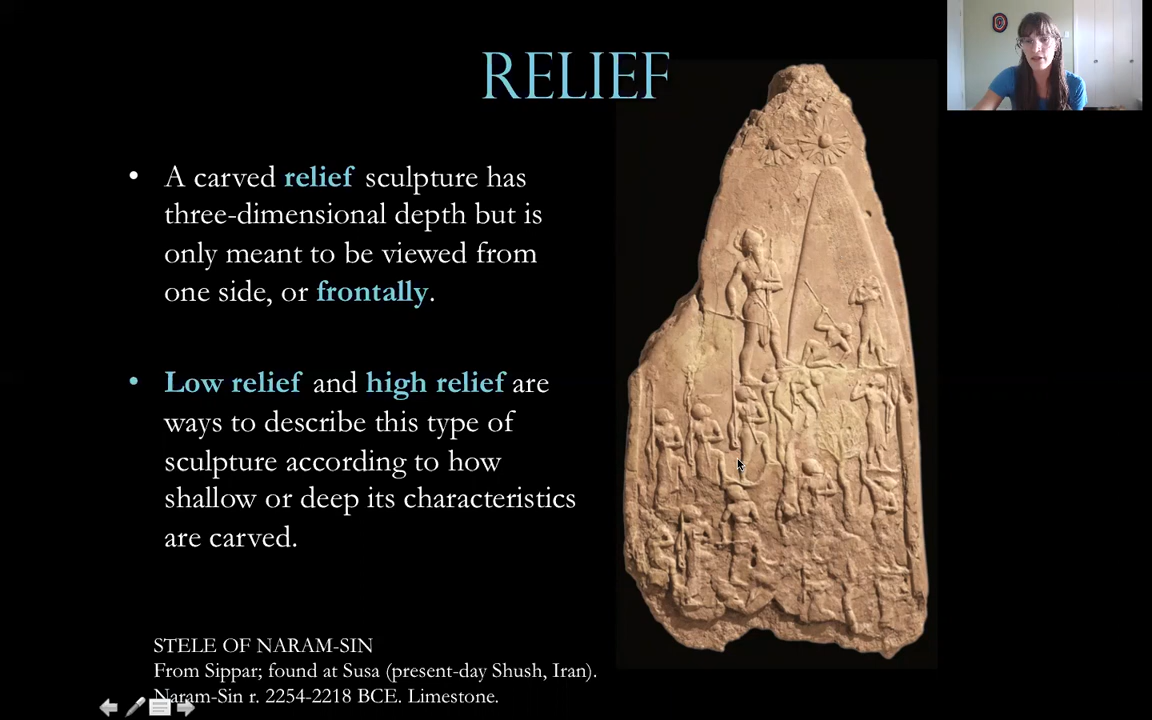 RELIEF
• A carved relief sculpture has
three-dimensional depth but is
only meant to be viewed from
one side, or frontally.
• Low relief and high relief are
ways to describe this type of
sculpture according to how
shallow or deep its characteristics
are carved.
STELE OF NARAM-SIN
From Sippar; found at Susa (present-day Shush, Iran).
Naram-Sin r. 2254-2218 BCE. Limestone.